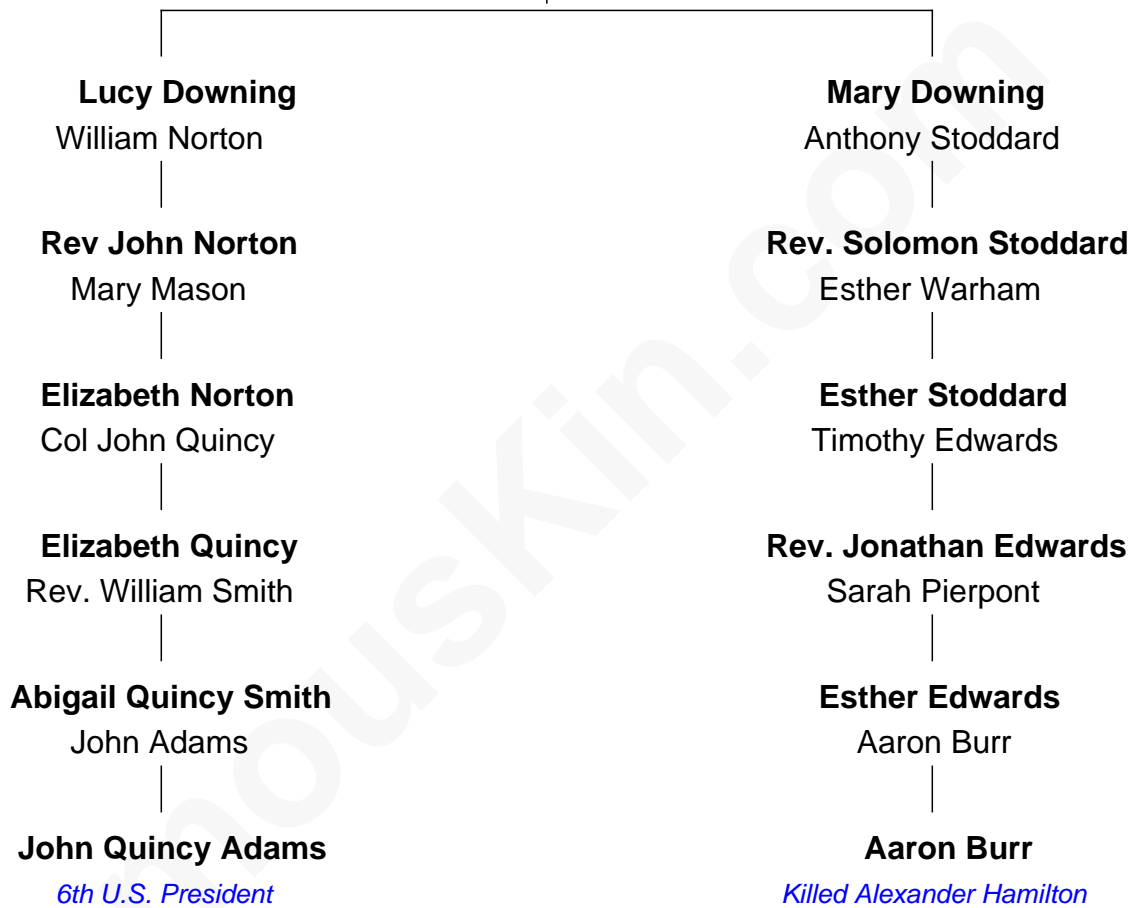 Lucy Downing
William Norton
Rev John Norton
Mary Mason
Elizabeth Norton
Col John Quincy
Elizabeth Quincy
Rev. William Smith
Abigail Quincy Smith
John Adams
John Quincy Adams
6th U.S. President
Mary Downing
Anthony Stoddard
Rev. Solomon Stoddard
Esther Warham
Esther Stoddard
Timothy Edwards
Rev. Jonathan Edwards
Sarah Pierpont
Esther Edwards
Aaron Burr
Aaron Burr
Killed Alexander Hamilton
mousKin.com